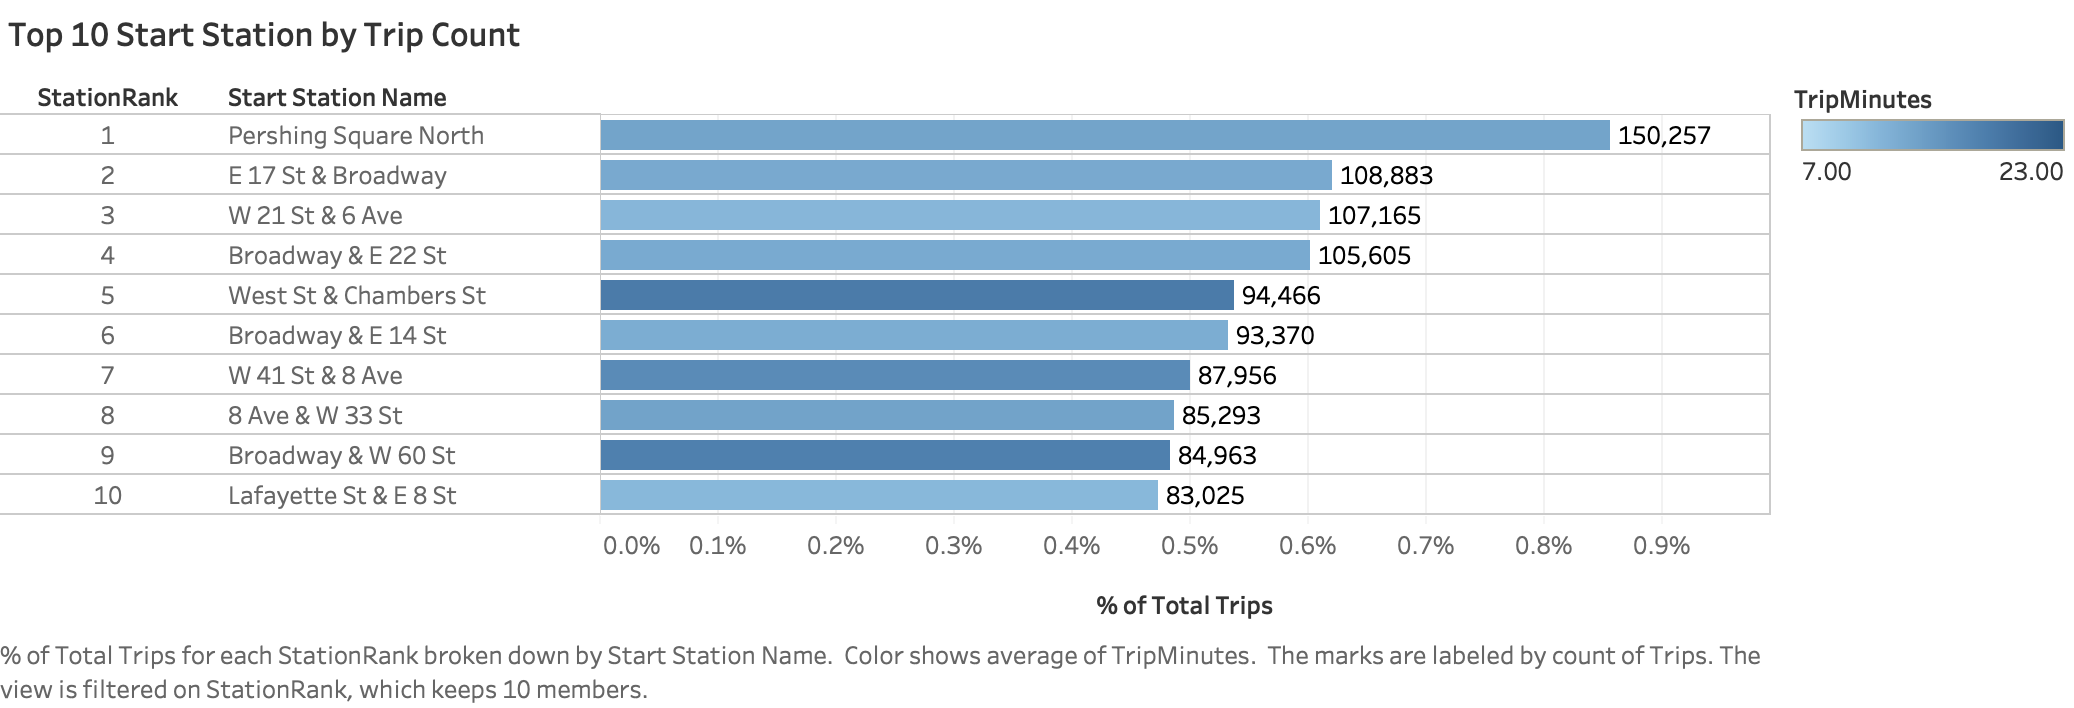 Top 10 Start Station by Trip Count
StationRank Start Station Name TripMinutes
1 Pershing Square North 150,257
7.00 23.00
2 E 17 St & Broadway 108,883
3 W 21 St & 6 Ave 107,165
4 Broadway & E 22 St 105,605
5 West St & Chambers St 94,466
6 Broadway & E 14 St 93,370
7 W 41 St & 8 Ave 87,956
8 8 Ave & W 33 St 85,293
9 Broadway & W 60 St 84,963
10 Lafayette St & E 8 St 83,025
0.0% 0.1% 0.2% 0.3% 0.4% 0.5% 0.6% 0.7% 0.8% 0.9%
% of Total Trips
% of Total Trips for each StationRank broken down by Start Station Name. Color shows average of TripMinutes. The marks are labeled by count of Trips. The
view is filtered on StationRank, which keeps 10 members.